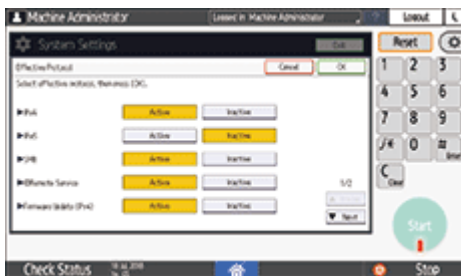 Machine Administrator
Logged in Machine Administrator
Logout
System Settings
Exit
Reset
Effective Protocol
Cancel
OK
Select effective protocol, then press [OK].
1 2 3
4 5 6
7 8 9
0
IPv4
Active
Inactive
IPv6
Active
Inactive
SMB
Active
Inactive
@Remote Service
Active
Inactive
1/2
Firmware Update (IPv4)
Active
Inactive
▼ Next
C
Clear
Start
Check Status
Stop